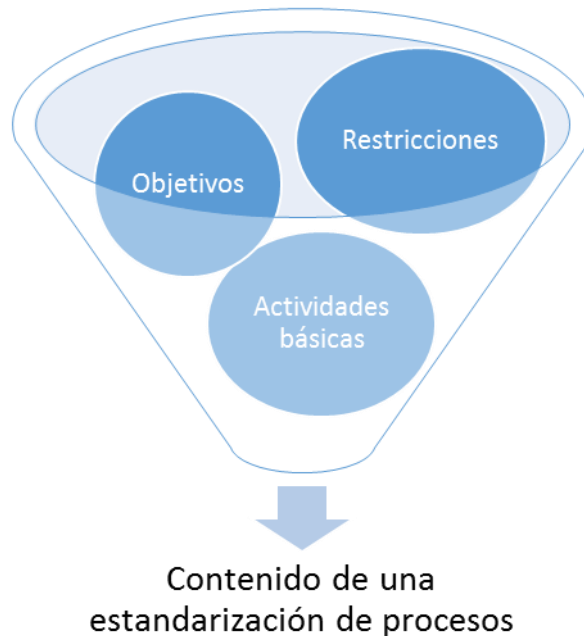 Restricciones
Objetivos
Actividades
básicas
Contenido de una
estandarización de procesos